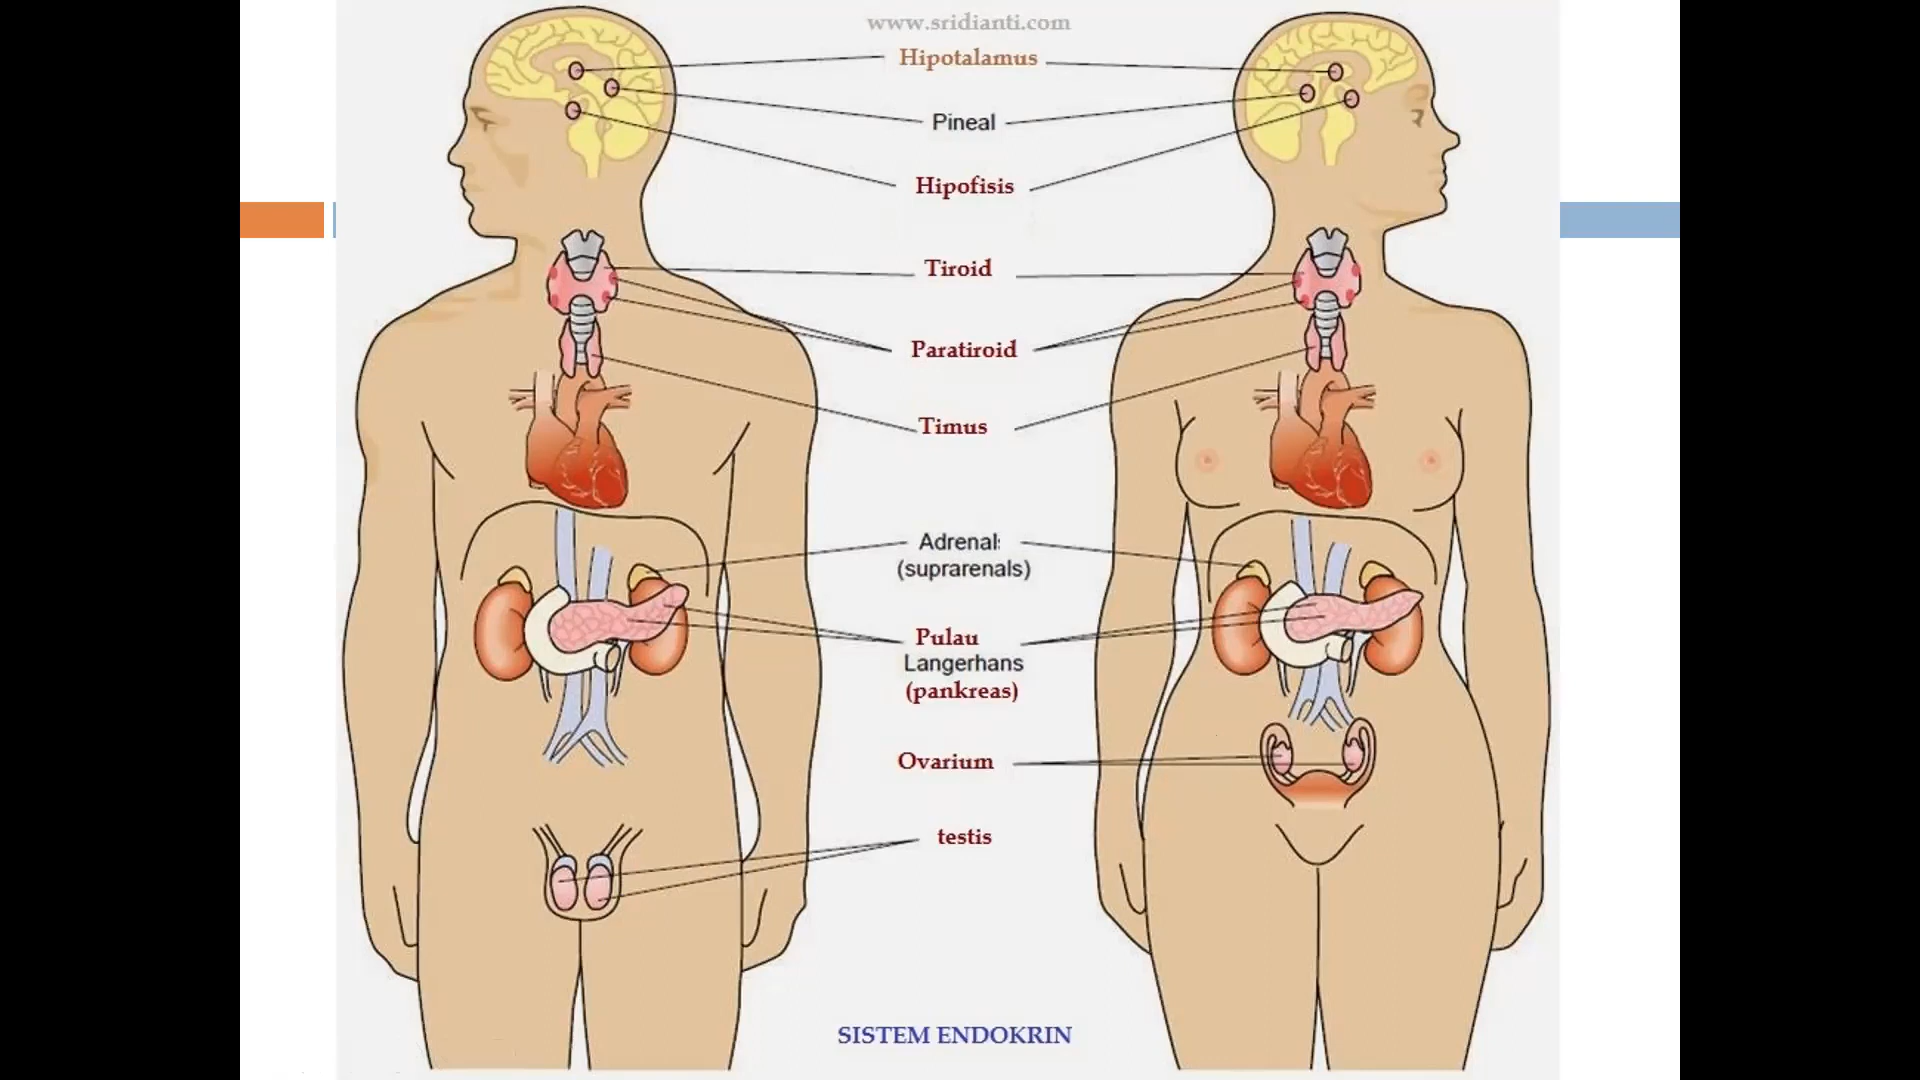 www.sridianti.com
Hipotalamus
Pineal
Hipofisis
Tiroid
Paratiroid
Timus
Adrenal
(suprarenals)
Pulau
Langerhans
(pankreas)
Ovarium
testis
SISTEM ENDOKRIN